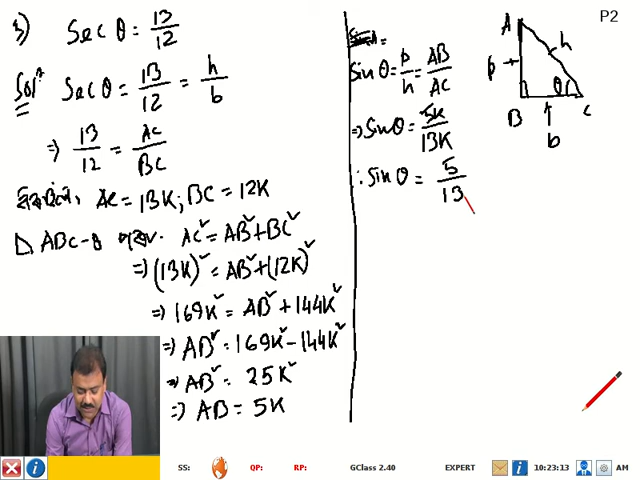 3) Sec θ = 13/12
Solⁿ. Sec θ = 13/12 = h/b
⇒ 13/12 = AC/BC
AC = 13K; BC = 12K
△ ABC-ত AC² = AB² + BC²
⇒ (13K)² = AB² + (12K)²
⇒ 169K² = AB² + 144K²
⇒ AB² = 169K² - 144K²
⇒ AB² = 25K²
⇒ AB = 5K
Sin θ = p/h = AB/AC
⇒ Sin θ = 5K/13K
∴ Sin θ = 5/13
P2
A
p
h
θ
B
C
b
SS:
QP:
RP:
GClass 2.40
EXPERT
10:23:13
AM